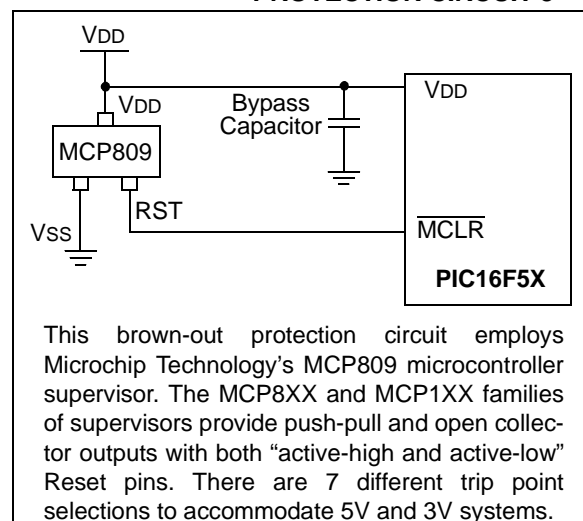 VDD
VDD
VDD
Bypass
Capacitor
MCP809
RST
VSS
MCLR
PIC16F5X
This brown-out protection circuit employs
Microchip Technology's MCP809 microcontroller
supervisor. The MCP8XX and MCP1XX families
of supervisors provide push-pull and open collec-
tor outputs with both “active-high and active-low”
Reset pins. There are 7 different trip point
selections to accommodate 5V and 3V systems.